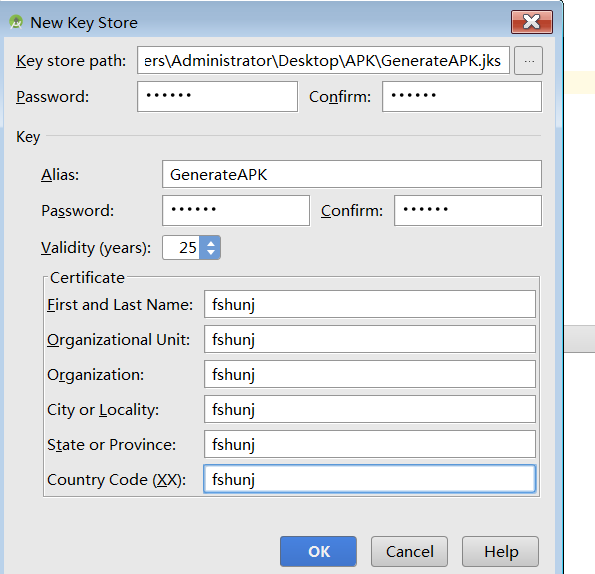 New Key Store
Key store path: ers\Administrator\Desktop\APK\GenerateAPK.jks ...
Password: •••••• Confirm: ••••••
Key
Alias: GenerateAPK
Password: •••••• Confirm: ••••••
Validity (years): 25
Certificate
First and Last Name: fshunj
Organizational Unit: fshunj
Organization: fshunj
City or Locality: fshunj
State or Province: fshunj
Country Code (XX): fshunj
OK Cancel Help